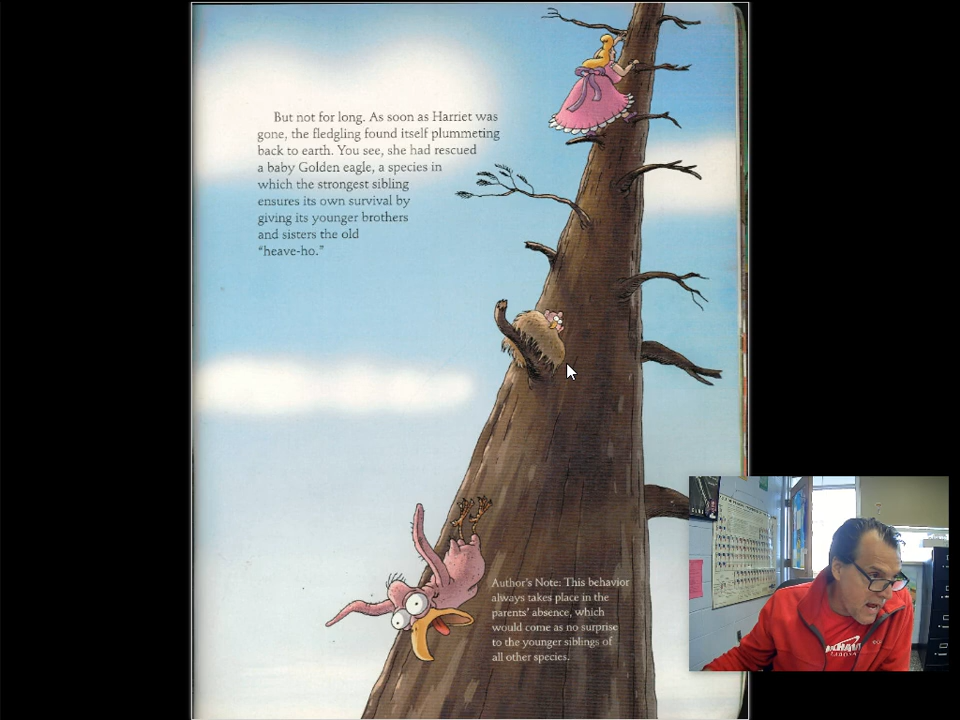 But not for long. As soon as Harriet was
gone, the fledgling found itself plummeting
back to earth. You see, she had rescued
a baby Golden eagle, a species in
which the strongest sibling
ensures its own survival by
giving its younger brothers
and sisters the old
“heave-ho.”
Author's Note: This behavior
always takes place in the
parents' absence, which
would come as no surprise
to the younger siblings of
all other species.